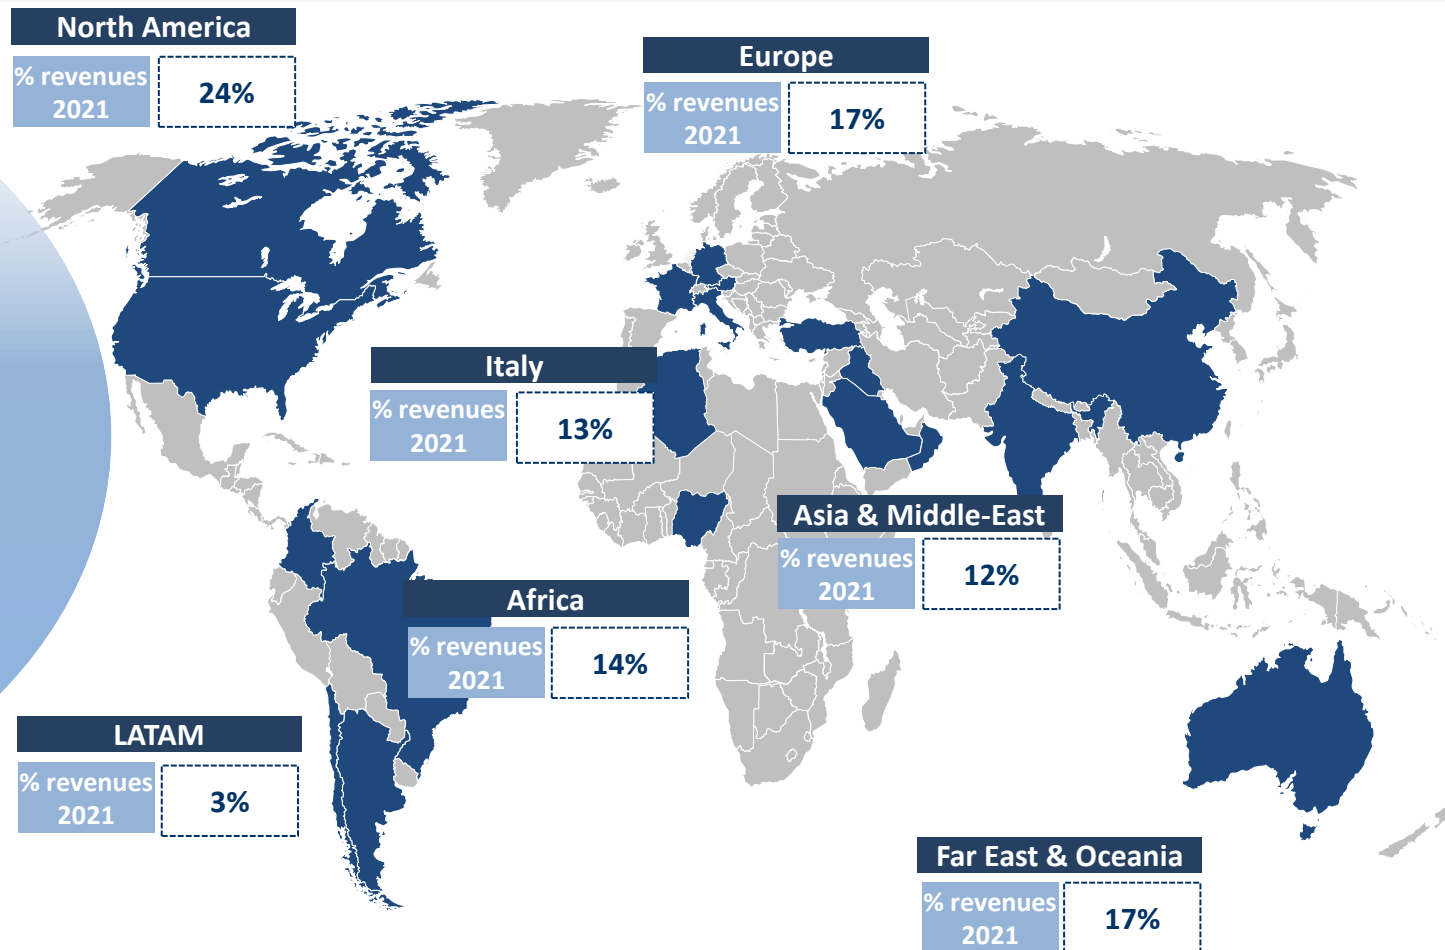 North America
% revenues
2021
24%
Europe
% revenues
2021
17%
Italy
% revenues
2021
13%
Asia & Middle-East
% revenues
2021
12%
Africa
% revenues
2021
14%
LATAM
% revenues
2021
3%
Far East & Oceania
% revenues
2021
17%